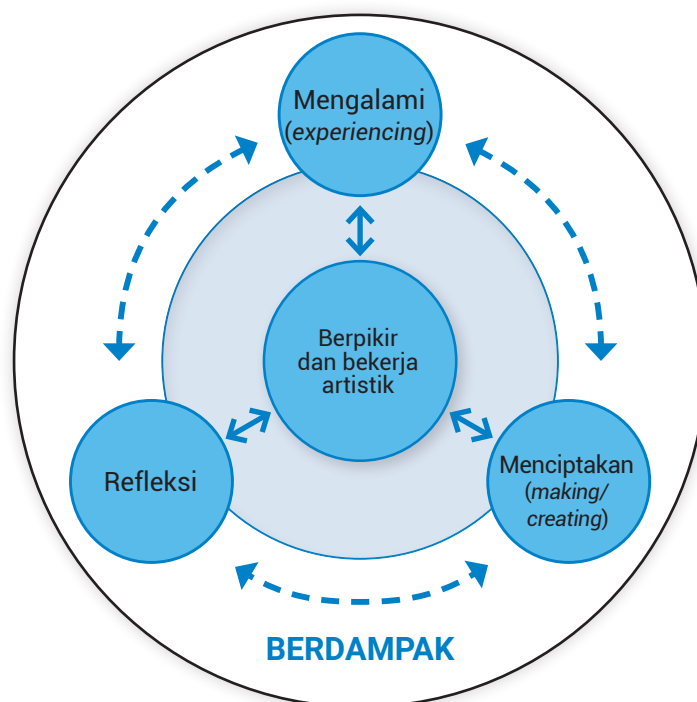 Mengalami
(experiencing)
Berpikir
dan bekerja
artistik
Refleksi
Menciptakan
(making/
creating)
BERDAMPAK